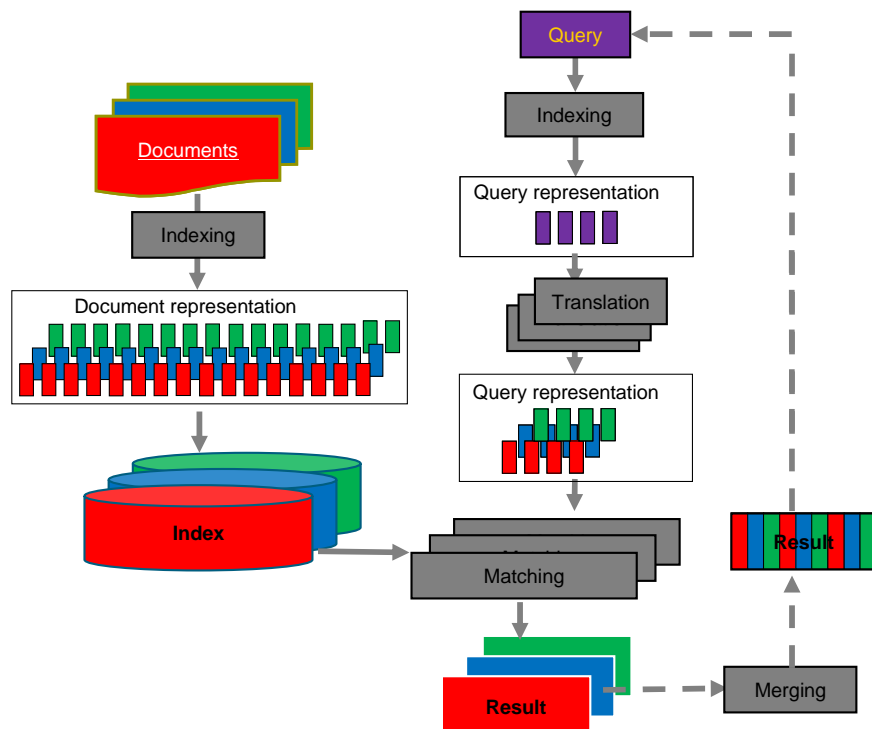 Query
Documents
Indexing
Indexing
Query representation
Translation
Document representation
Query representation
Index
Matching
Result
Result
Merging